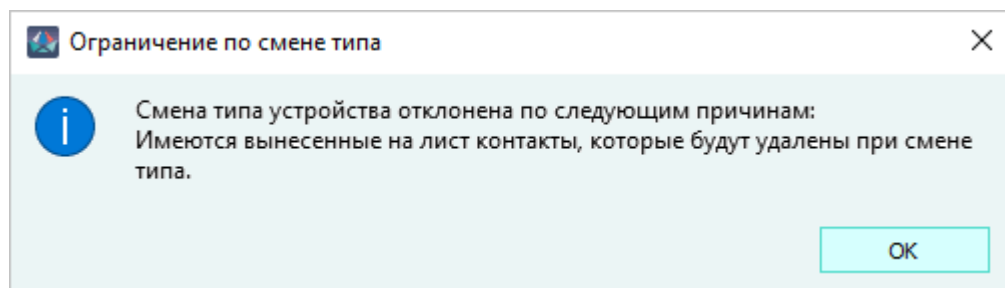 Ограничение по смене типа
Смена типа устройства отклонена по следующим причинам:
Имеются вынесенные на лист контакты, которые будут удалены при смене
типа.
ОК